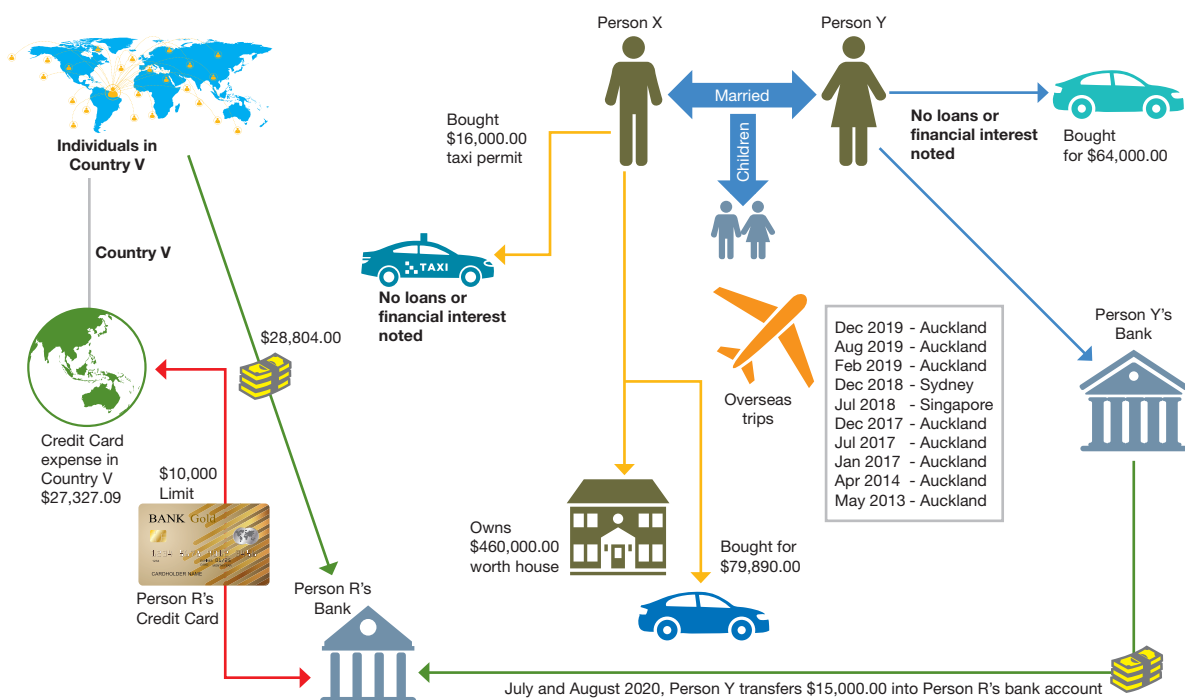 Person X
Person Y
Married
Children
Individuals in
Country V
Country V
Bought
$16,000.00
taxi permit
No loans or
financial interest
noted
Bought
for $64,000.00
TAXI
No loans or
financial interest
noted
$28,804.00
Overseas
trips
Dec 2019 - Auckland
Aug 2019 - Auckland
Feb 2019 - Auckland
Dec 2018 - Sydney
Jul 2018 - Singapore
Dec 2017 - Auckland
Jul 2017 - Auckland
Jan 2017 - Auckland
Apr 2014 - Auckland
May 2013 - Auckland
Person Y's
Bank
Credit Card
expense in
Country V
$27,327.09
$10,000
Limit
BANK Gold
CARDHOLDER NAME
Person R's
Credit Card
Person R's
Bank
Owns
$460,000.00
worth house
Bought for
$79,890.00
July and August 2020, Person Y transfers $15,000.00 into Person R's bank account